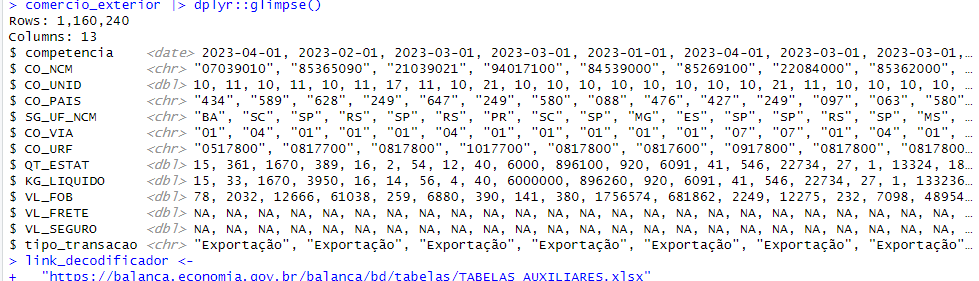 > comercio_exterior |> dplyr::glimpse()
Rows: 1,160,240
Columns: 13
$ competencia <date> 2023-04-01, 2023-02-01, 2023-03-01, 2023-03-01, 2023-01-01, 2023-04-01, 2023-03-01, 2023-03-01,…
$ CO_NCM <chr> "07039010", "85365090", "21039021", "94017100", "84539000", "85269100", "22084000", "85362000", …
$ CO_UNID <dbl> 10, 11, 10, 11, 10, 11, 17, 11, 10, 21, 10, 10, 10, 10, 10, 10, 10, 10, 21, 11, 10, 10, 10, 10, …
$ CO_PAIS <chr> "434", "589", "628", "249", "647", "249", "580", "088", "476", "427", "249", "097", "063", "580"…
$ SG_UF_NCM <chr> "BA", "SC", "SP", "RS", "SP", "RS", "PR", "SC", "SP", "MG", "ES", "SP", "SP", "RS", "SP", "MS", …
$ CO_VIA <chr> "01", "04", "01", "01", "01", "04", "01", "01", "01", "01", "01", "07", "07", "01", "04", "01", …
$ CO_URF <chr> "0517800", "0817700", "0817800", "1017700", "0817800", "0817600", "0917800", "0817800", "0817800…
$ QT_ESTAT <dbl> 15, 361, 1670, 389, 16, 2, 54, 12, 40, 6000, 896100, 920, 6091, 41, 546, 22734, 27, 1, 13324, 18…
$ KG_LIQUIDO <dbl> 15, 33, 1670, 3950, 16, 14, 56, 4, 40, 6000000, 896260, 920, 6091, 41, 546, 22734, 27, 1, 133236…
$ VL_FOB <dbl> 78, 2032, 12666, 61038, 259, 6880, 390, 141, 380, 1756574, 681862, 2249, 12275, 232, 7098, 48954…
$ VL_FRETE <dbl> NA, NA, NA, NA, NA, NA, NA, NA, NA, NA, NA, NA, NA, NA, NA, NA, NA, NA, NA, NA, NA, NA, NA, NA, …
$ VL_SEGURO <dbl> NA, NA, NA, NA, NA, NA, NA, NA, NA, NA, NA, NA, NA, NA, NA, NA, NA, NA, NA, NA, NA, NA, NA, NA, …
$ tipo_transacao <chr> "Exportação", "Exportação", "Exportação", "Exportação", "Exportação", "Exportação", "Exportação"…
> link_decodificador <-
+ "https://balanca.economia.gov.br/balanca/bd/tabelas/TABELAS_AUXILIARES.xlsx"